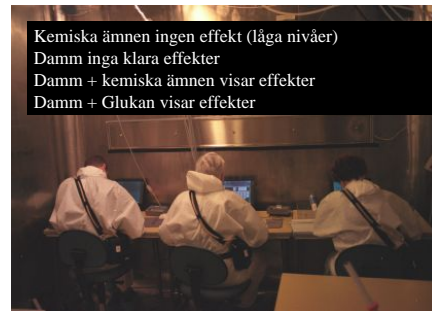 Kemiska ämnen ingen effekt (låga nivåer)
Damm inga klara effekter
Damm + kemiska ämnen visar effekter
Damm + Glukan visar effekter